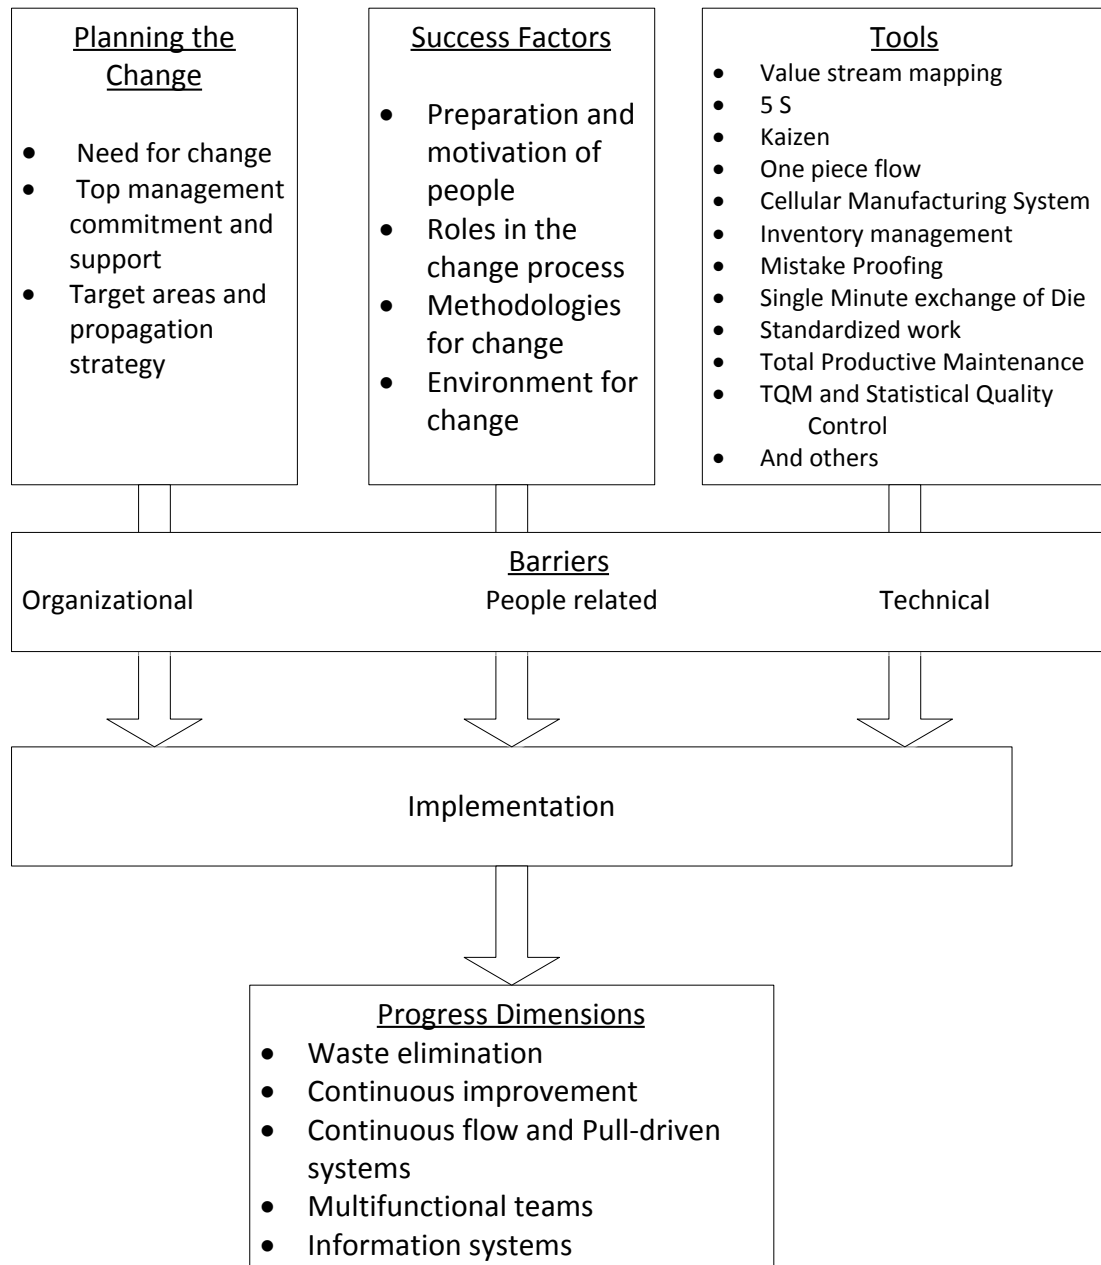 Planning the
Change
Need for change
Top management
commitment and
support
Target areas and
propagation
strategy
Success Factors
Preparation and
motivation of
people
Roles in the
change process
Methodologies
for change
Environment for
change
Tools
Value stream mapping
5 S
Kaizen
One piece flow
Cellular Manufacturing System
Inventory management
Mistake Proofing
Single Minute exchange of Die
Standardized work
Total Productive Maintenance
TQM and Statistical Quality
Control
And others
Barriers
Organizational People related Technical
Implementation
Progress Dimensions
Waste elimination
Continuous improvement
Continuous flow and Pull-driven
systems
Multifunctional teams
Information systems